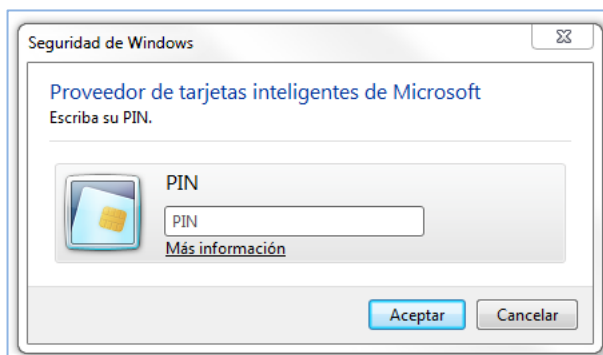 Seguridad de Windows
Proveedor de tarjetas inteligentes de Microsoft
Escriba su PIN.
PIN
PIN
Más información
Aceptar
Cancelar